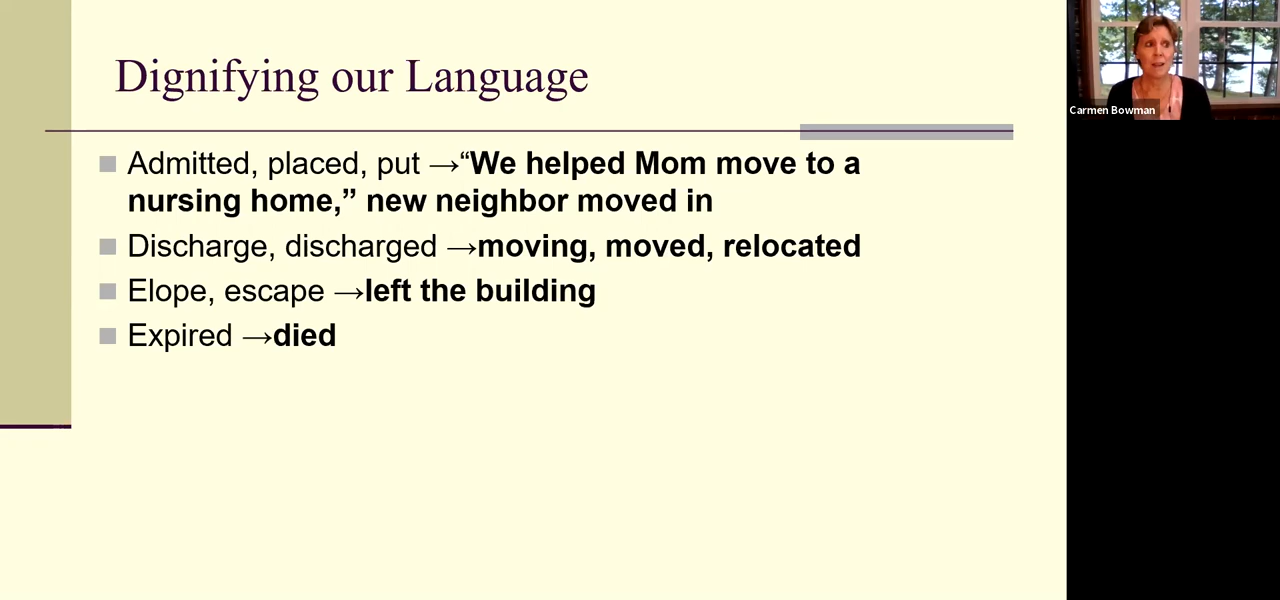 Dignifying our Language
Admitted, placed, put →“We helped Mom move to a
nursing home,” new neighbor moved in
Discharge, discharged →moving, moved, relocated
Elope, escape →left the building
Expired →died
Carmen Bowman